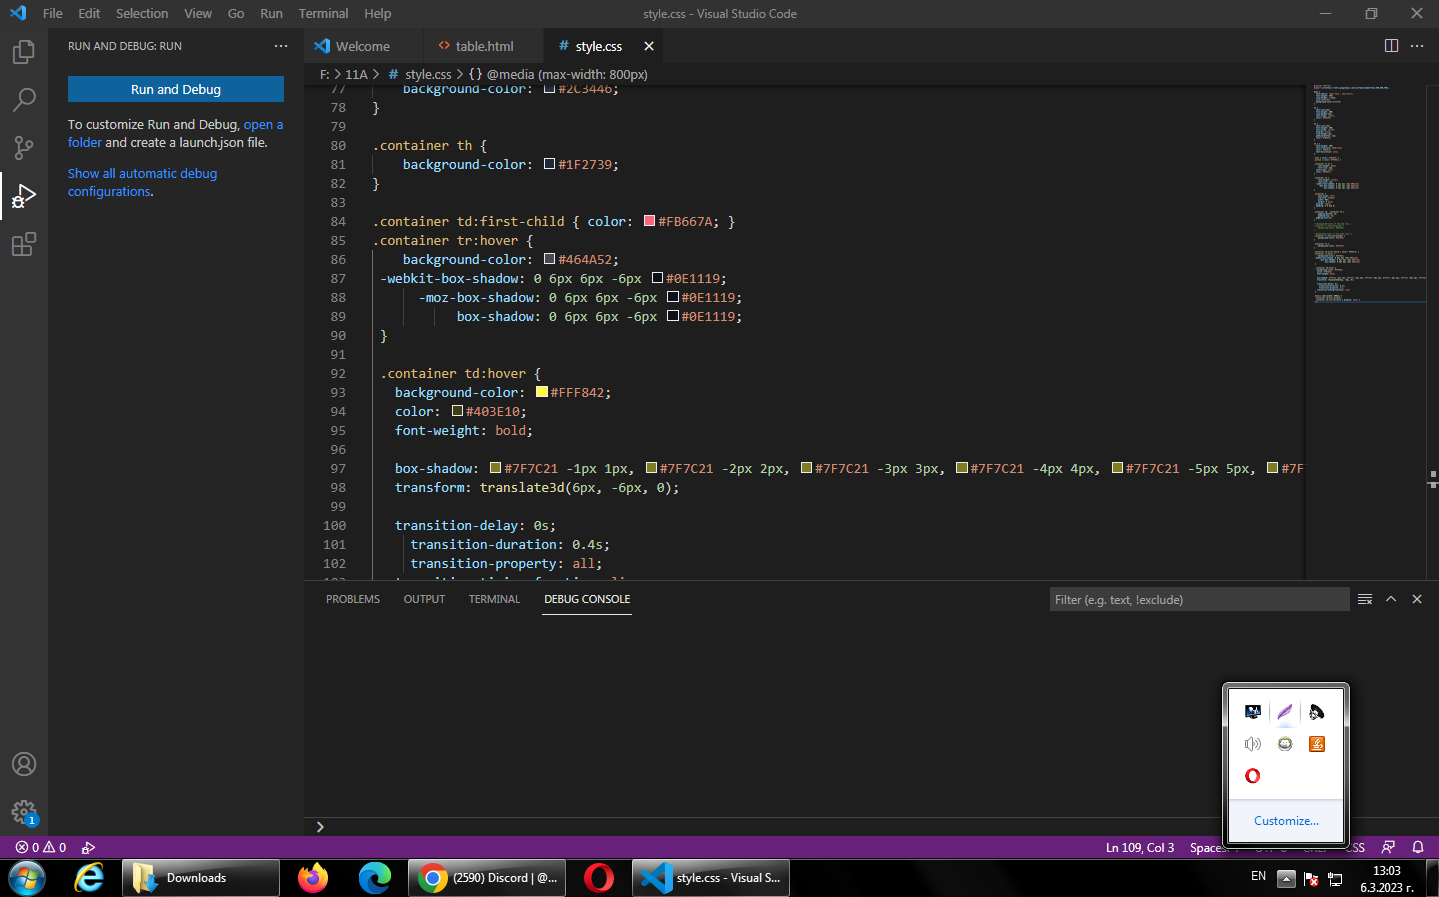 File Edit Selection View Go Run Terminal Help
style.css - Visual Studio Code
RUN AND DEBUG: RUN
Run and Debug
To customize Run and Debug, open a
folder and create a launch.json file.
Show all automatic debug
configurations.
Welcome
<> table.html
# style.css
F: > 11A > # style.css > {} @media (max-width: 800px)
77 background-color: #2C3446;
78 }
79
80 .container th {
81 background-color: #1F2739;
82 }
83
84 .container td:first-child { color: #FB667A; }
85 .container tr:hover {
86 background-color: #464A52;
87 -webkit-box-shadow: 0 6px 6px -6px #0E1119;
88 -moz-box-shadow: 0 6px 6px -6px #0E1119;
89 box-shadow: 0 6px 6px -6px #0E1119;
90 }
91
92 .container td:hover {
93 background-color: #FFF842;
94 color: #403E10;
95 font-weight: bold;
96
97 box-shadow: #7F7C21 -1px 1px, #7F7C21 -2px 2px, #7F7C21 -3px 3px, #7F7C21 -4px 4px, #7F7C21 -5px 5px, #7F
98 transform: translate3d(6px, -6px, 0);
99
100 transition-delay: 0s;
101 transition-duration: 0.4s;
102 transition-property: all;
PROBLEMS OUTPUT TERMINAL DEBUG CONSOLE
Filter (e.g. text, !exclude)
Customize...
1
0 0
Ln 109, Col 3
CSS
Downloads
(2590) Discord | @...
style.css - Visual S...
EN
13:03
6.3.2023 г.